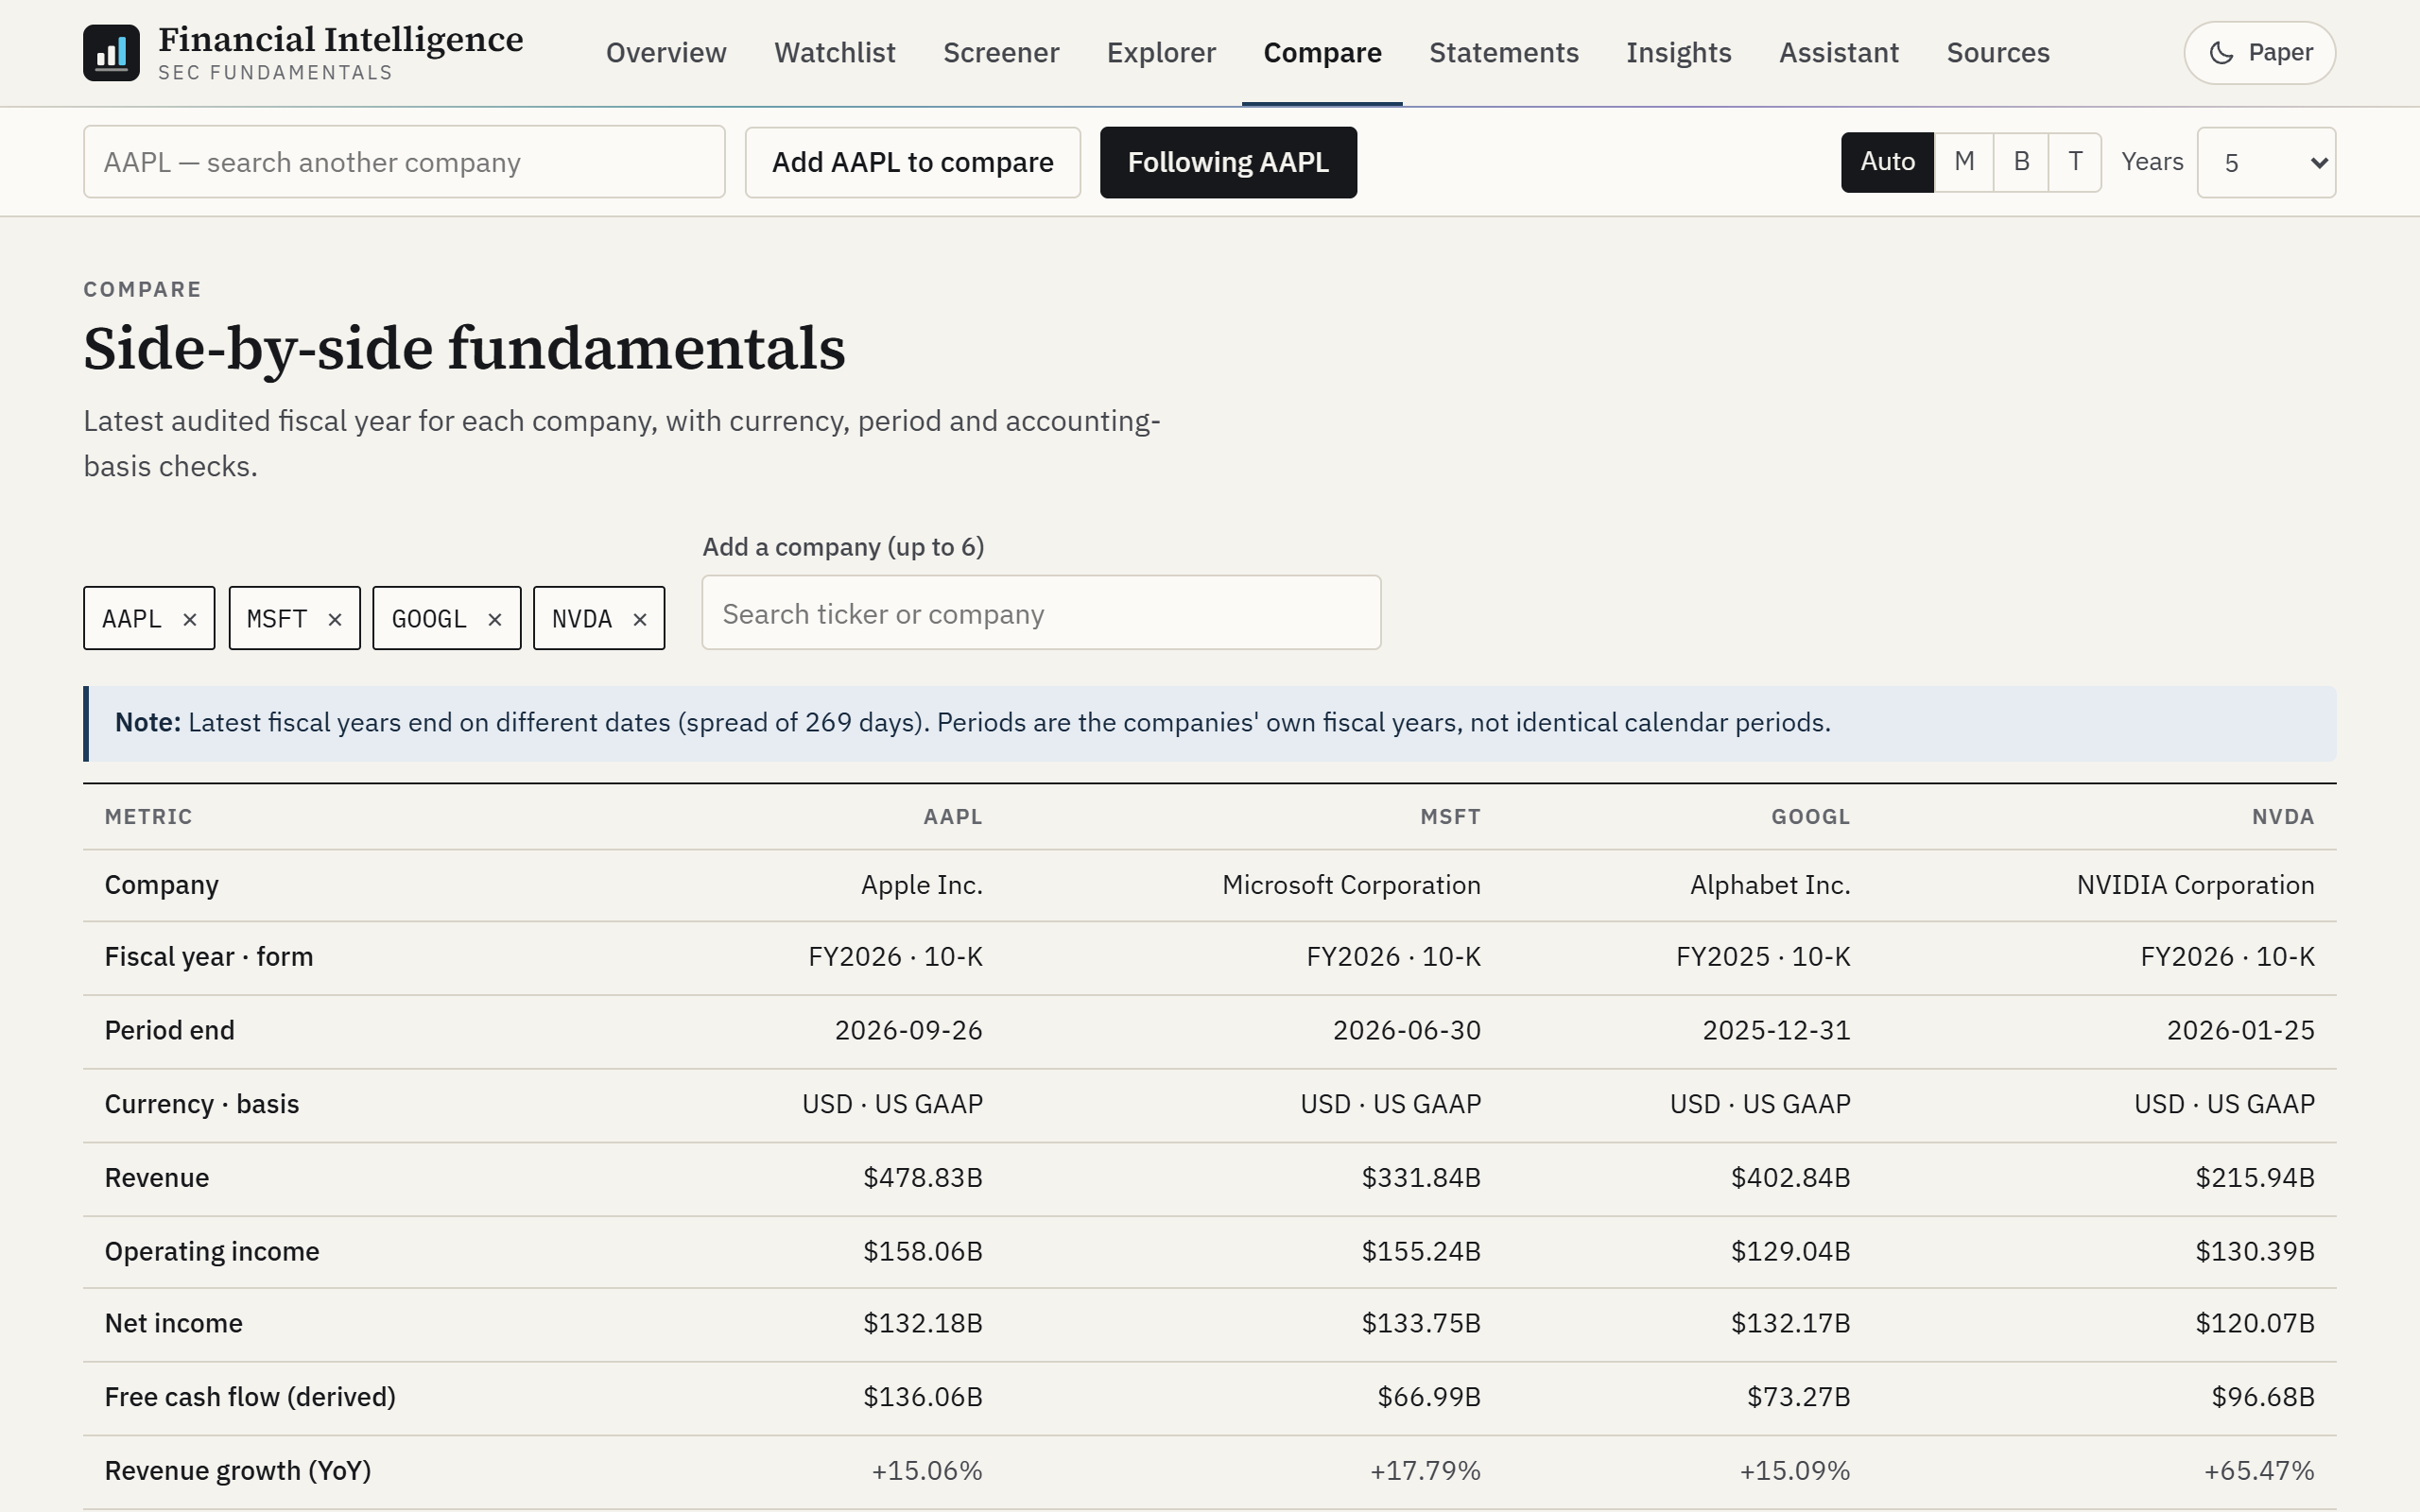 Financial Intelligence
SEC FUNDAMENTALS
Overview Watchlist Screener Explorer Compare Statements Insights Assistant Sources Paper
AAPL — search another company Add AAPL to compare Following AAPL Auto M B T Years 5
COMPARE
Side-by-side fundamentals
Latest audited fiscal year for each company, with currency, period and accounting-
basis checks.
Add a company (up to 6)
AAPL × MSFT × GOOGL × NVDA × Search ticker or company
Note: Latest fiscal years end on different dates (spread of 269 days). Periods are the companies' own fiscal years, not identical calendar periods.
METRIC AAPL MSFT GOOGL NVDA
Company Apple Inc. Microsoft Corporation Alphabet Inc. NVIDIA Corporation
Fiscal year · form FY2026 · 10-K FY2026 · 10-K FY2025 · 10-K FY2026 · 10-K
Period end 2026-09-26 2026-06-30 2025-12-31 2026-01-25
Currency · basis USD · US GAAP USD · US GAAP USD · US GAAP USD · US GAAP
Revenue $478.83B $331.84B $402.84B $215.94B
Operating income $158.06B $155.24B $129.04B $130.39B
Net income $132.18B $133.75B $132.17B $120.07B
Free cash flow (derived) $136.06B $66.99B $73.27B $96.68B
Revenue growth (YoY) +15.06% +17.79% +15.09% +65.47%